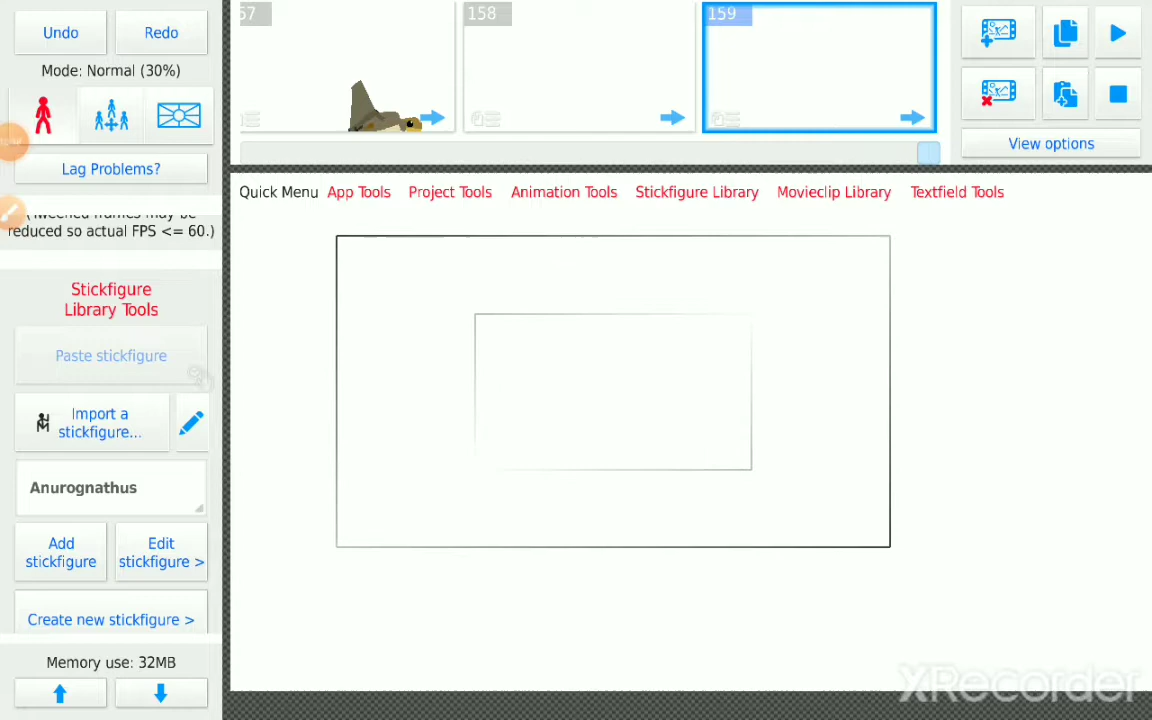 Undo
Redo
Mode: Normal (30%)
Lag Problems?
reduced so actual FPS <= 60.)
Stickfigure
Library Tools
Paste stickfigure
Import a
stickfigure...
Anurognathus
Add
stickfigure
Edit
stickfigure >
Create new stickfigure >
Memory use: 32MB
57
158
159
View options
Quick Menu App Tools Project Tools Animation Tools Stickfigure Library Movieclip Library Textfield Tools
XRecorder